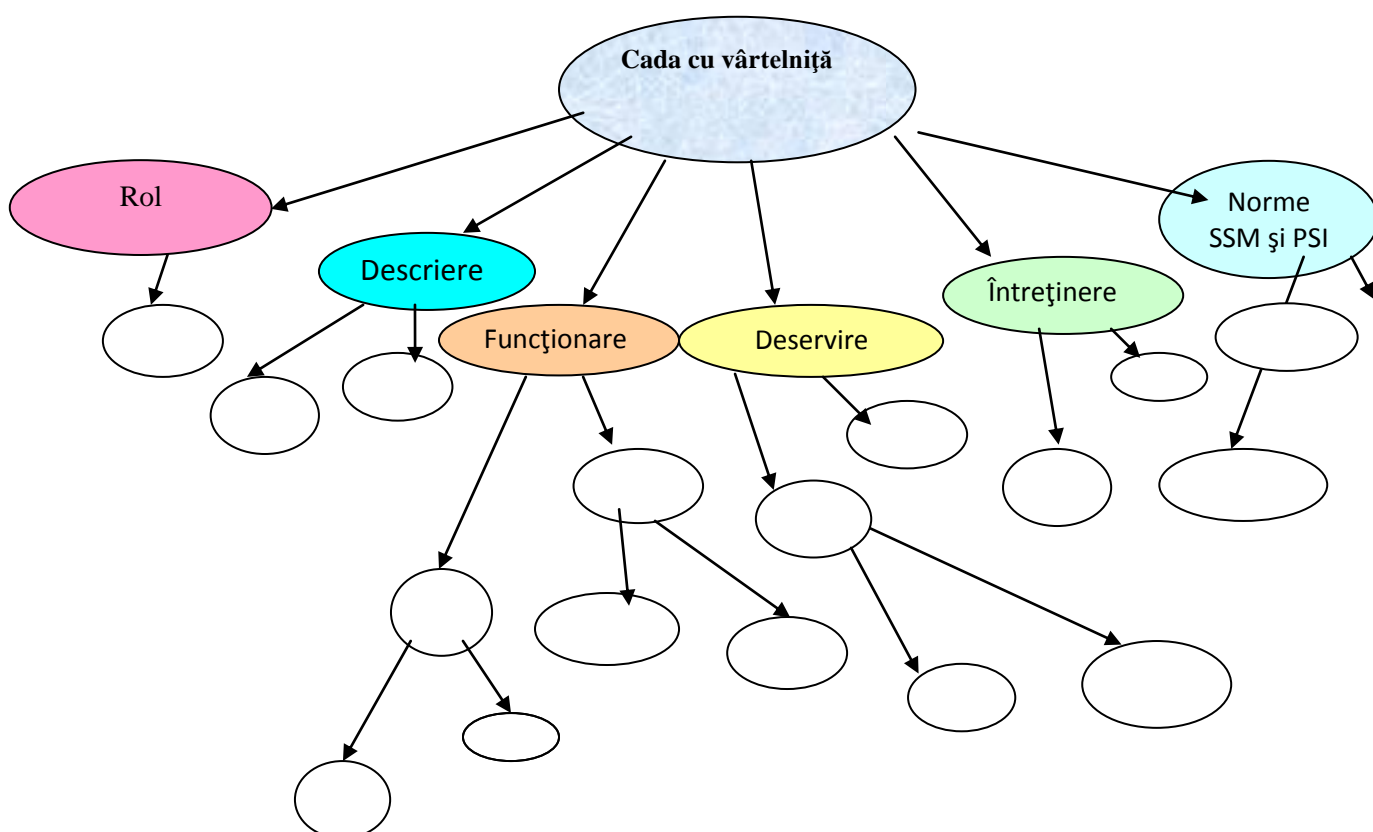 Cada cu vârtelniţă
Rol
Descriere
Funcţionare
Deservire
Întreţinere
Norme
SSM şi PSI